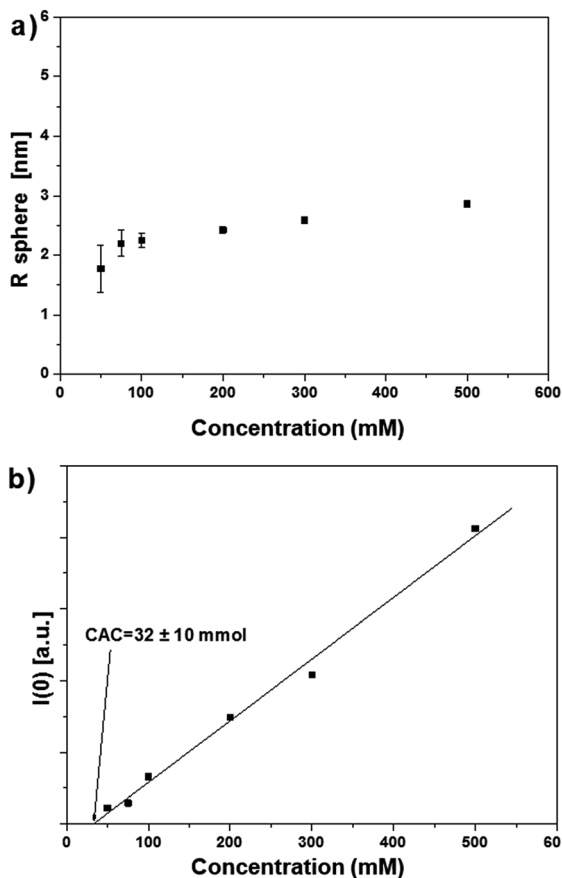 a)
6
5
4
3
2
1
0
R sphere [nm]
0 100 200 300 400 500 600
Concentration (mM)
b)
I(0) [a.u.]
CAC=32 ± 10 mmol
0 100 200 300 400 500 60
Concentration (mM)